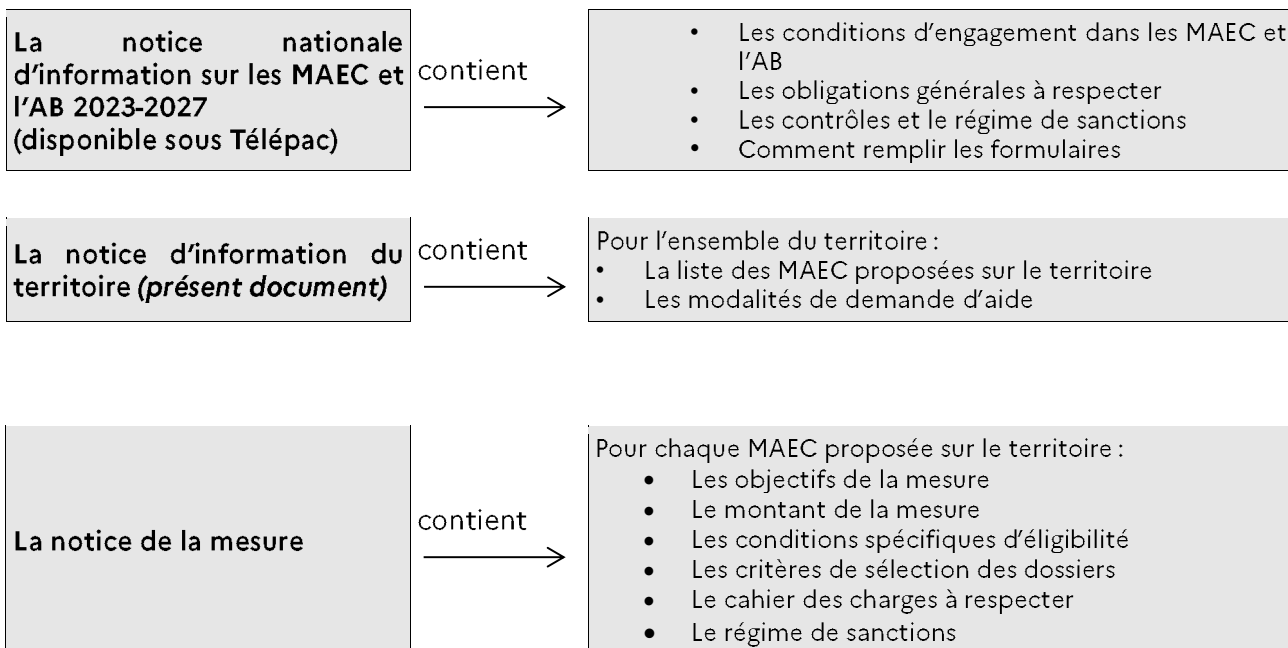 La notice nationale
d'information sur les MAEC et
l'AB 2023-2027
(disponible sous Télépac)
contient
• Les conditions d'engagement dans les MAEC et
l'AB
• Les obligations générales à respecter
• Les contrôles et le régime de sanctions
• Comment remplir les formulaires
La notice d'information du
territoire (présent document)
contient
Pour l'ensemble du territoire :
• La liste des MAEC proposées sur le territoire
• Les modalités de demande d'aide
La notice de la mesure
contient
Pour chaque MAEC proposée sur le territoire :
• Les objectifs de la mesure
• Le montant de la mesure
• Les conditions spécifiques d'éligibilité
• Les critères de sélection des dossiers
• Le cahier des charges à respecter
• Le régime de sanctions